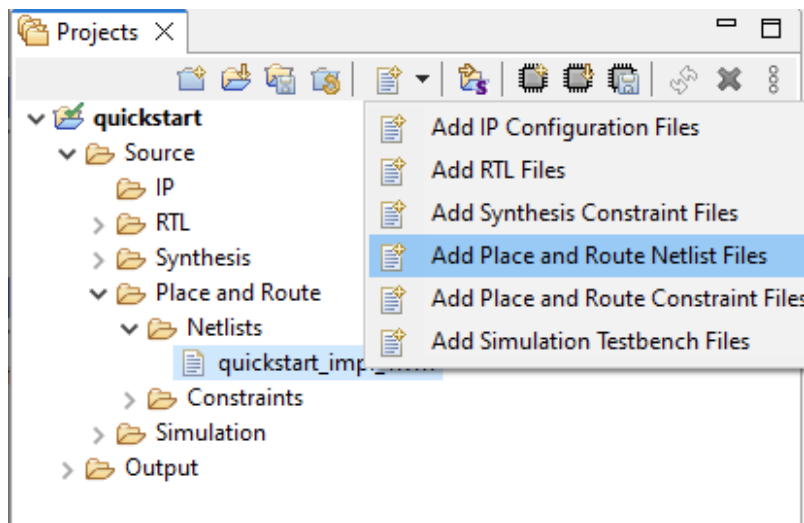 Projects
quickstart
Add IP Configuration Files
Source
Add RTL Files
IP
Add Synthesis Constraint Files
RTL
Add Place and Route Netlist Files
Synthesis
Add Place and Route Constraint Files
Place and Route
Add Simulation Testbench Files
Netlists
Constraints
Simulation
Output